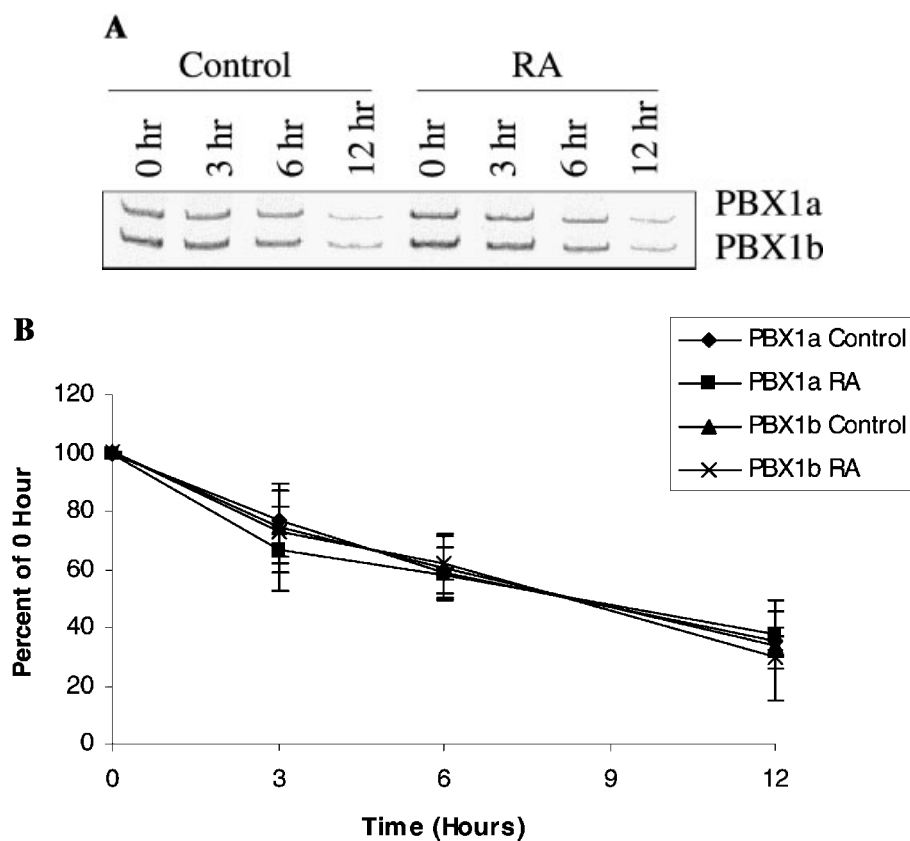 A
Control RA
0 hr 3 hr 6 hr 12 hr 0 hr 3 hr 6 hr 12 hr
PBX1a
PBX1b
B
PBX1a Control
PBX1a RA
PBX1b Control
PBX1b RA
120
100
80
60
40
20
0
Percent of 0 Hour
0 3 6 9 12
Time (Hours)